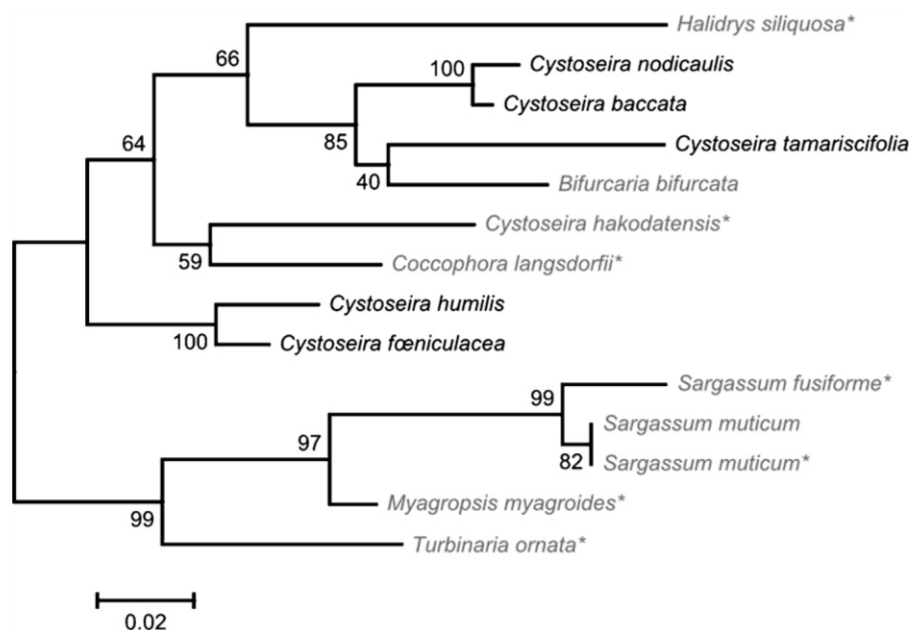 Halidrys siliquosa*
66
100
Cystoseira nodicaulis
Cystoseira baccata
64
85
Cystoseira tamariscifolia
40
Bifurcaria bifurcata
Cystoseira hakodatensis*
59
Coccophora langsdorfii*
Cystoseira humilis
100
Cystoseira fœniculacea
Sargassum fusiforme*
99
Sargassum muticum
97
82
Sargassum muticum*
Myagropsis myagroides*
99
Turbinaria ornata*
0.02